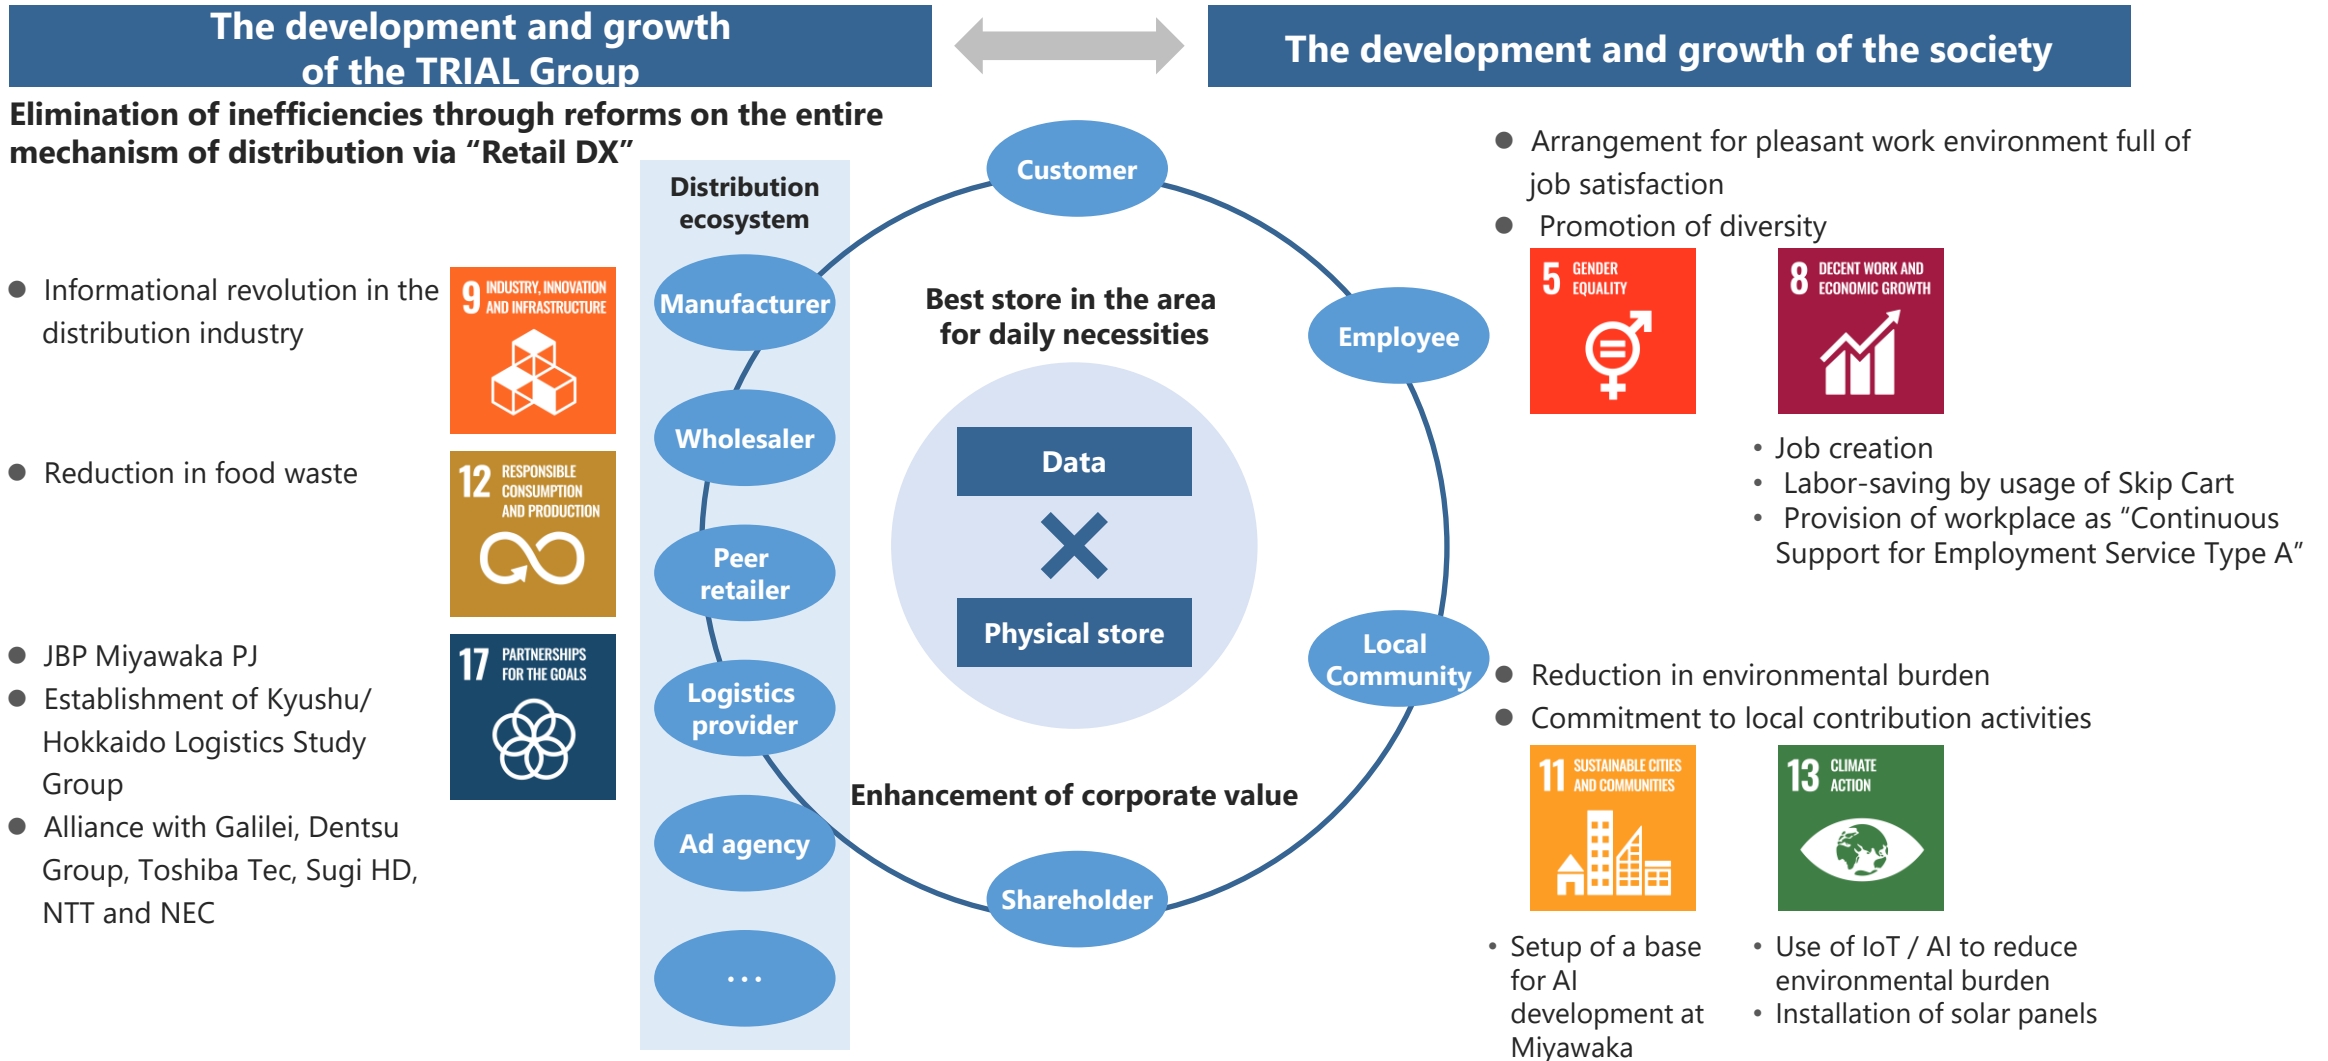 The development and growth
of the TRIAL Group
The development and growth of the society
Elimination of inefficiencies through reforms on the entire
mechanism of distribution via “Retail DX”
● Informational revolution in the
distribution industry
9 INDUSTRY, INNOVATION
AND INFRASTRUCTURE
● Reduction in food waste
12 RESPONSIBLE
CONSUMPTION
AND PRODUCTION
● JBP Miyawaka PJ
● Establishment of Kyushu/
Hokkaido Logistics Study
Group
● Alliance with Galilei, Dentsu
Group, Toshiba Tec, Sugi HD,
NTT and NEC
17 PARTNERSHIPS
FOR THE GOALS
Distribution
ecosystem
Manufacturer
Wholesaler
Peer
retailer
Logistics
provider
Ad agency
...
Customer
Best store in the area
for daily necessities
Data
×
Physical store
Enhancement of corporate value
Shareholder
Employee
Local
Community
● Arrangement for pleasant work environment full of
job satisfaction
● Promotion of diversity
5 GENDER
EQUALITY
8 DECENT WORK AND
ECONOMIC GROWTH
• Job creation
• Labor-saving by usage of Skip Cart
• Provision of workplace as “Continuous
Support for Employment Service Type A”
● Reduction in environmental burden
● Commitment to local contribution activities
11 SUSTAINABLE CITIES
AND COMMUNITIES
13 CLIMATE
ACTION
• Setup of a base
for AI
development at
Miyawaka
• Use of IoT / AI to reduce
environmental burden
• Installation of solar panels